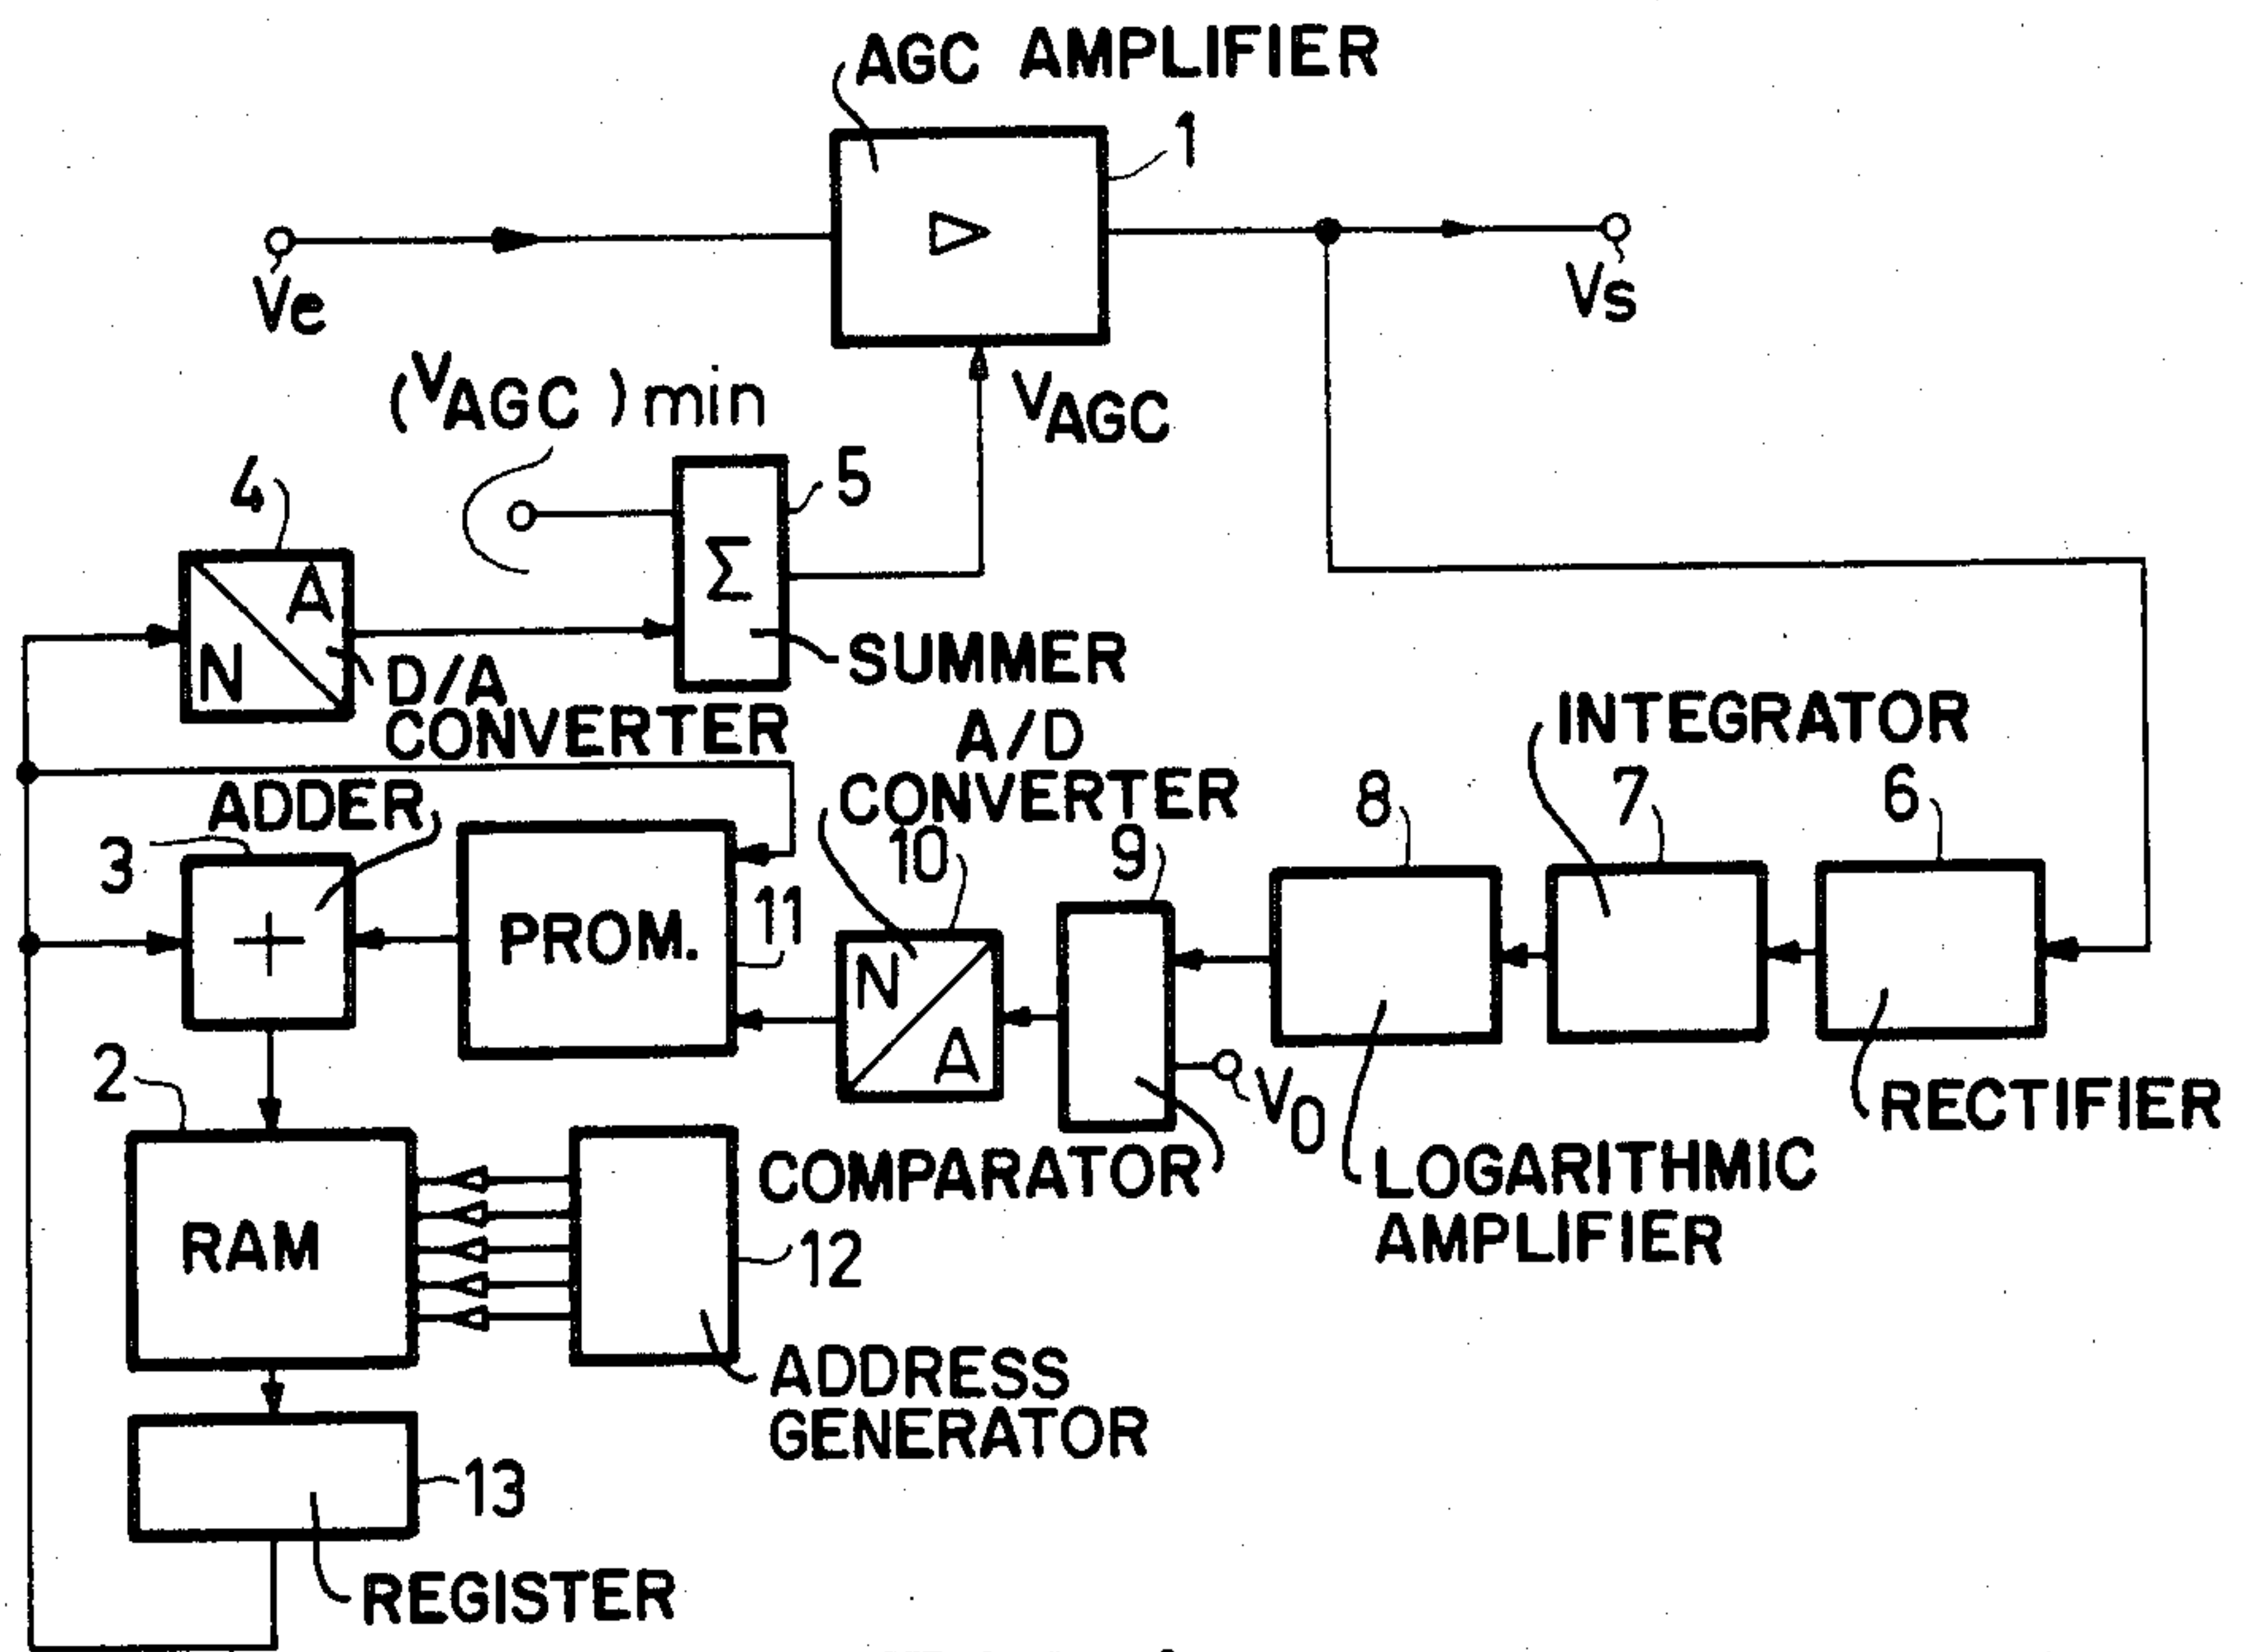 AGC AMPLIFIER
1
Ve
Vs
(VAGC)min
VAGC
4
5
Σ
A
N
D/A
CONVERTER
SUMMER
A/D
CONVERTER
INTEGRATOR
ADDER
3
10
9
8
7
6
+
PROM.
11
N
A
V0
2
COMPARATOR
RECTIFIER
LOGARITHMIC
AMPLIFIER
RAM
12
ADDRESS
GENERATOR
13
REGISTER